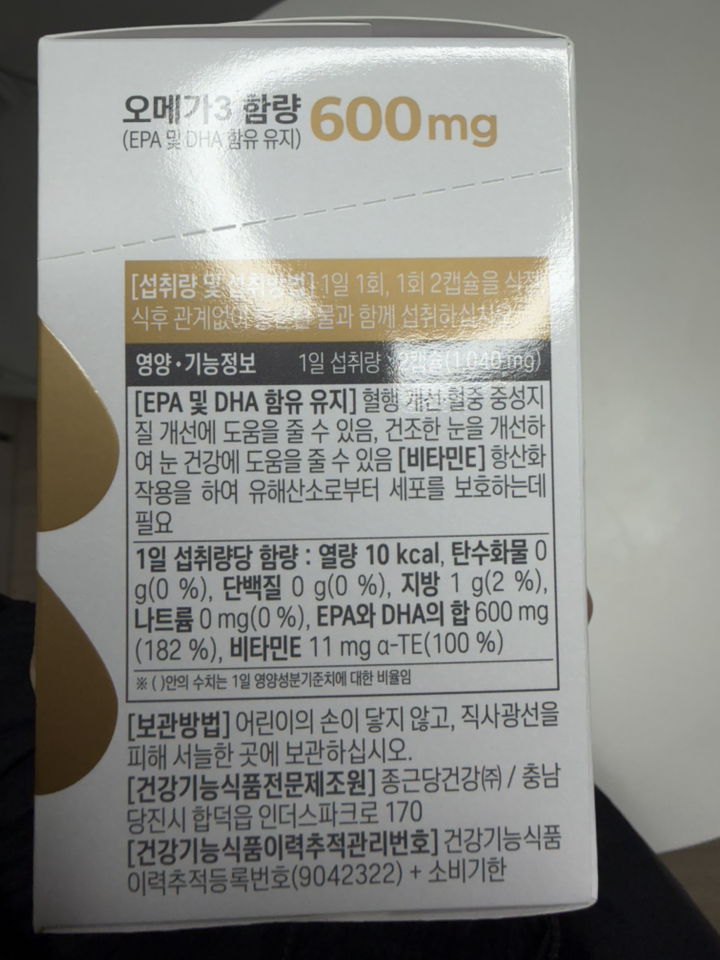 오메가3 함량 600mg
(EPA 및 DHA 함유 유지)
[섭취량 및 섭취방법] 1일 1회, 1회 2캡슐을 식전
식후 관계없이 물과 함께 섭취하십시오.
영양·기능정보 1일 섭취량 : 2캡슐(1,040 mg)
[EPA 및 DHA 함유 유지] 혈행 개선·혈중 중성지
질 개선에 도움을 줄 수 있음, 건조한 눈을 개선하
여 눈 건강에 도움을 줄 수 있음 [비타민E] 항산화
작용을 하여 유해산소로부터 세포를 보호하는데
필요
1일 섭취량당 함량 : 열량 10 kcal, 탄수화물 0
g(0 %), 단백질 0 g(0 %), 지방 1 g(2 %),
나트륨 0 mg(0 %), EPA와 DHA의 합 600 mg
(182 %), 비타민E 11 mg α-TE(100 %)
※ ( )안의 수치는 1일 영양성분기준치에 대한 비율임
[보관방법] 어린이의 손이 닿지 않고, 직사광선을
피해 서늘한 곳에 보관하십시오.
[건강기능식품전문제조원] 종근당건강㈜ / 충남
당진시 합덕읍 인더스파크로 170
[건강기능식품이력추적관리번호] 건강기능식품
이력추적등록번호(9042322) + 소비기한